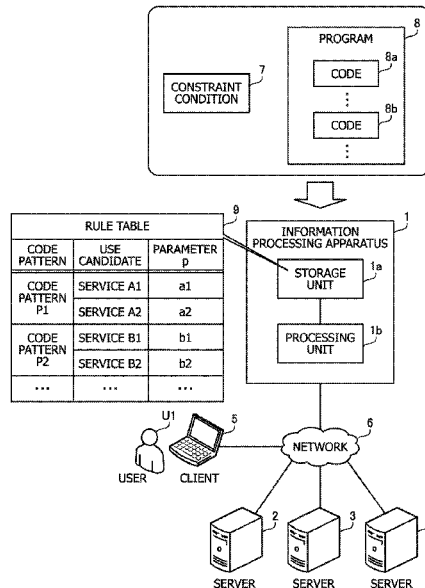 8
PROGRAM
7
8a
CODE
CONSTRAINT
CONDITION
⋮
8b
CODE
⋮
9
1
RULE TABLE
INFORMATION
PROCESSING APPARATUS
CODE
PATTERN
USE
CANDIDATE
PARAMETER
p
1a
STORAGE
UNIT
CODE
PATTERN
P1
SERVICE A1
a1
SERVICE A2
a2
1b
PROCESSING
UNIT
CODE
PATTERN
P2
SERVICE B1
b1
SERVICE B2
b2
...
...
...
U1
5
6
NETWORK
USER
CLIENT
2
3
SERVER
SERVER
SERVER